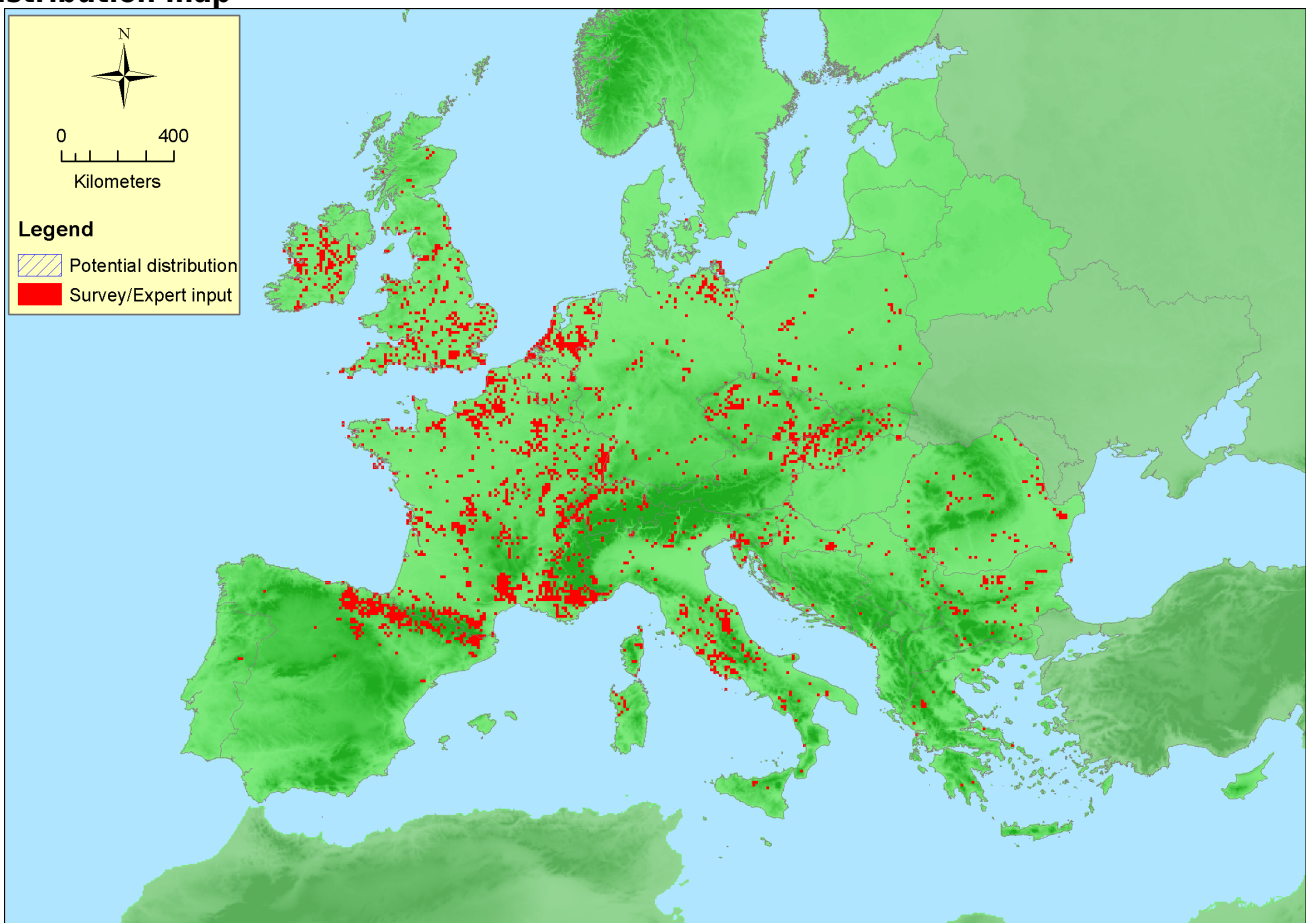 N
0 400
Kilometers
Legend
Potential distribution
Survey/Expert input